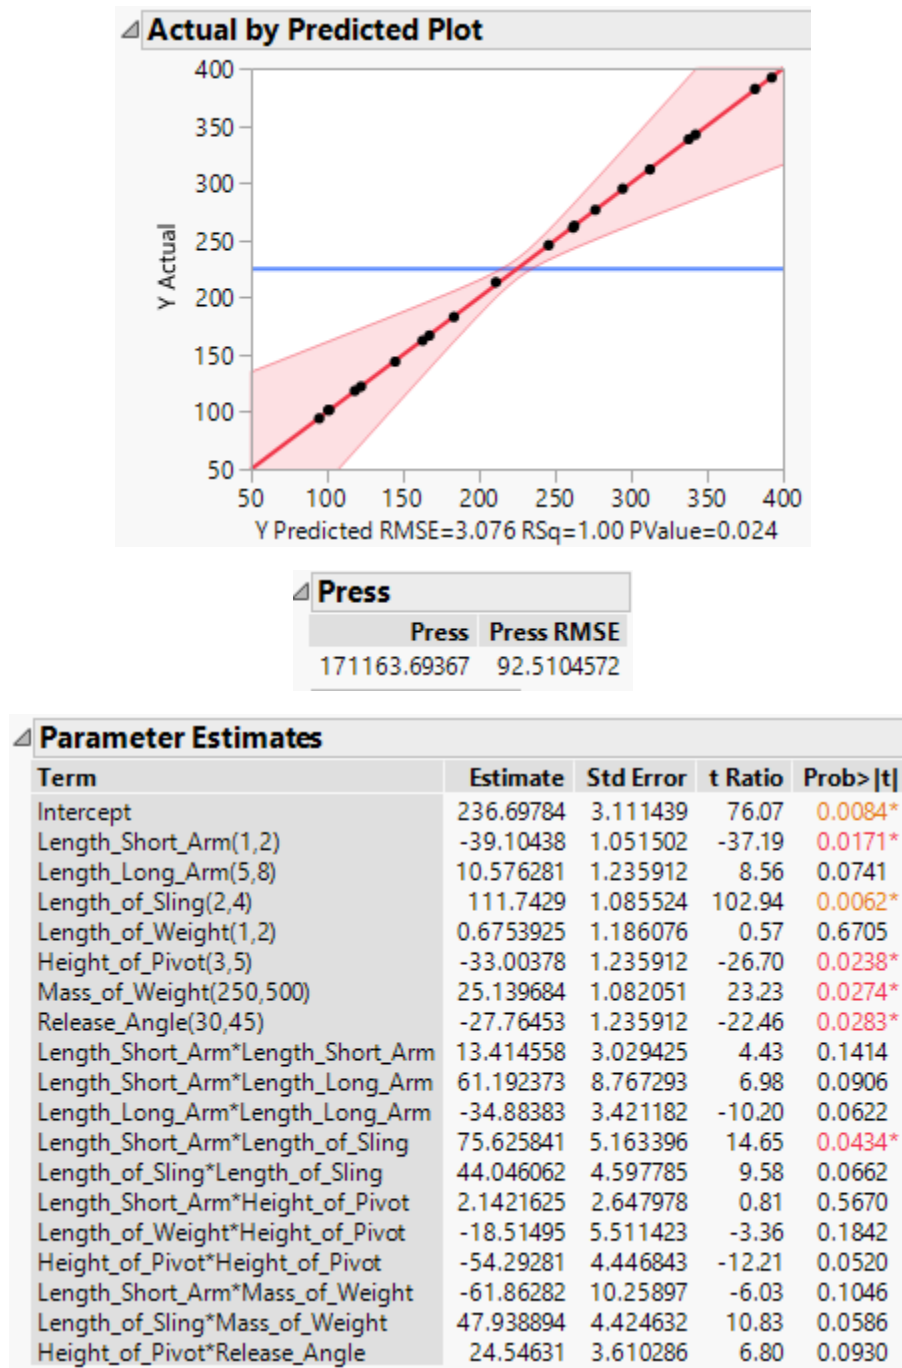 Actual by Predicted Plot
400
350
300
250
200
150
100
50
Y Actual
50 100 150 200 250 300 350 400
Y Predicted RMSE=3.076 RSq=1.00 PValue=0.024
Press
Press Press RMSE
171163.69367 92.5104572
Parameter Estimates
Term Estimate Std Error t Ratio Prob>|t|
Intercept 236.69784 3.111439 76.07 0.0084*
Length_Short_Arm(1,2) -39.10438 1.051502 -37.19 0.0171*
Length_Long_Arm(5,8) 10.576281 1.235912 8.56 0.0741
Length_of_Sling(2,4) 111.7429 1.085524 102.94 0.0062*
Length_of_Weight(1,2) 0.6753925 1.186076 0.57 0.6705
Height_of_Pivot(3,5) -33.00378 1.235912 -26.70 0.0238*
Mass_of_Weight(250,500) 25.139684 1.082051 23.23 0.0274*
Release_Angle(30,45) -27.76453 1.235912 -22.46 0.0283*
Length_Short_Arm*Length_Short_Arm 13.414558 3.029425 4.43 0.1414
Length_Short_Arm*Length_Long_Arm 61.192373 8.767293 6.98 0.0906
Length_Long_Arm*Length_Long_Arm -34.88383 3.421182 -10.20 0.0622
Length_Short_Arm*Length_of_Sling 75.625841 5.163396 14.65 0.0434*
Length_of_Sling*Length_of_Sling 44.046062 4.597785 9.58 0.0662
Length_Short_Arm*Height_of_Pivot 2.1421625 2.647978 0.81 0.5670
Length_of_Weight*Height_of_Pivot -18.51495 5.511423 -3.36 0.1842
Height_of_Pivot*Height_of_Pivot -54.29281 4.446843 -12.21 0.0520
Length_Short_Arm*Mass_of_Weight -61.86282 10.25897 -6.03 0.1046
Length_of_Sling*Mass_of_Weight 47.938894 4.424632 10.83 0.0586
Height_of_Pivot*Release_Angle 24.54631 3.610286 6.80 0.0930